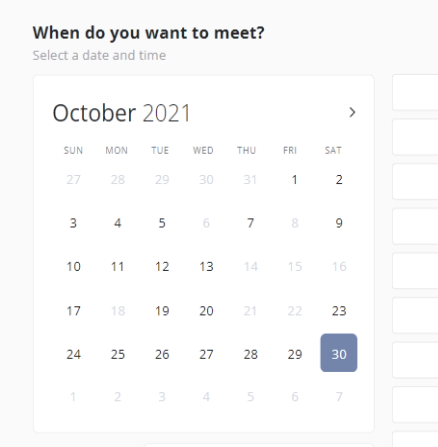 When do you want to meet?
Select a date and time
October 2021 >
SUN MON TUE WED THU FRI SAT
27 28 29 30 31 1 2
3 4 5 6 7 8 9
10 11 12 13 14 15 16
17 18 19 20 21 22 23
24 25 26 27 28 29 30
1 2 3 4 5 6 7